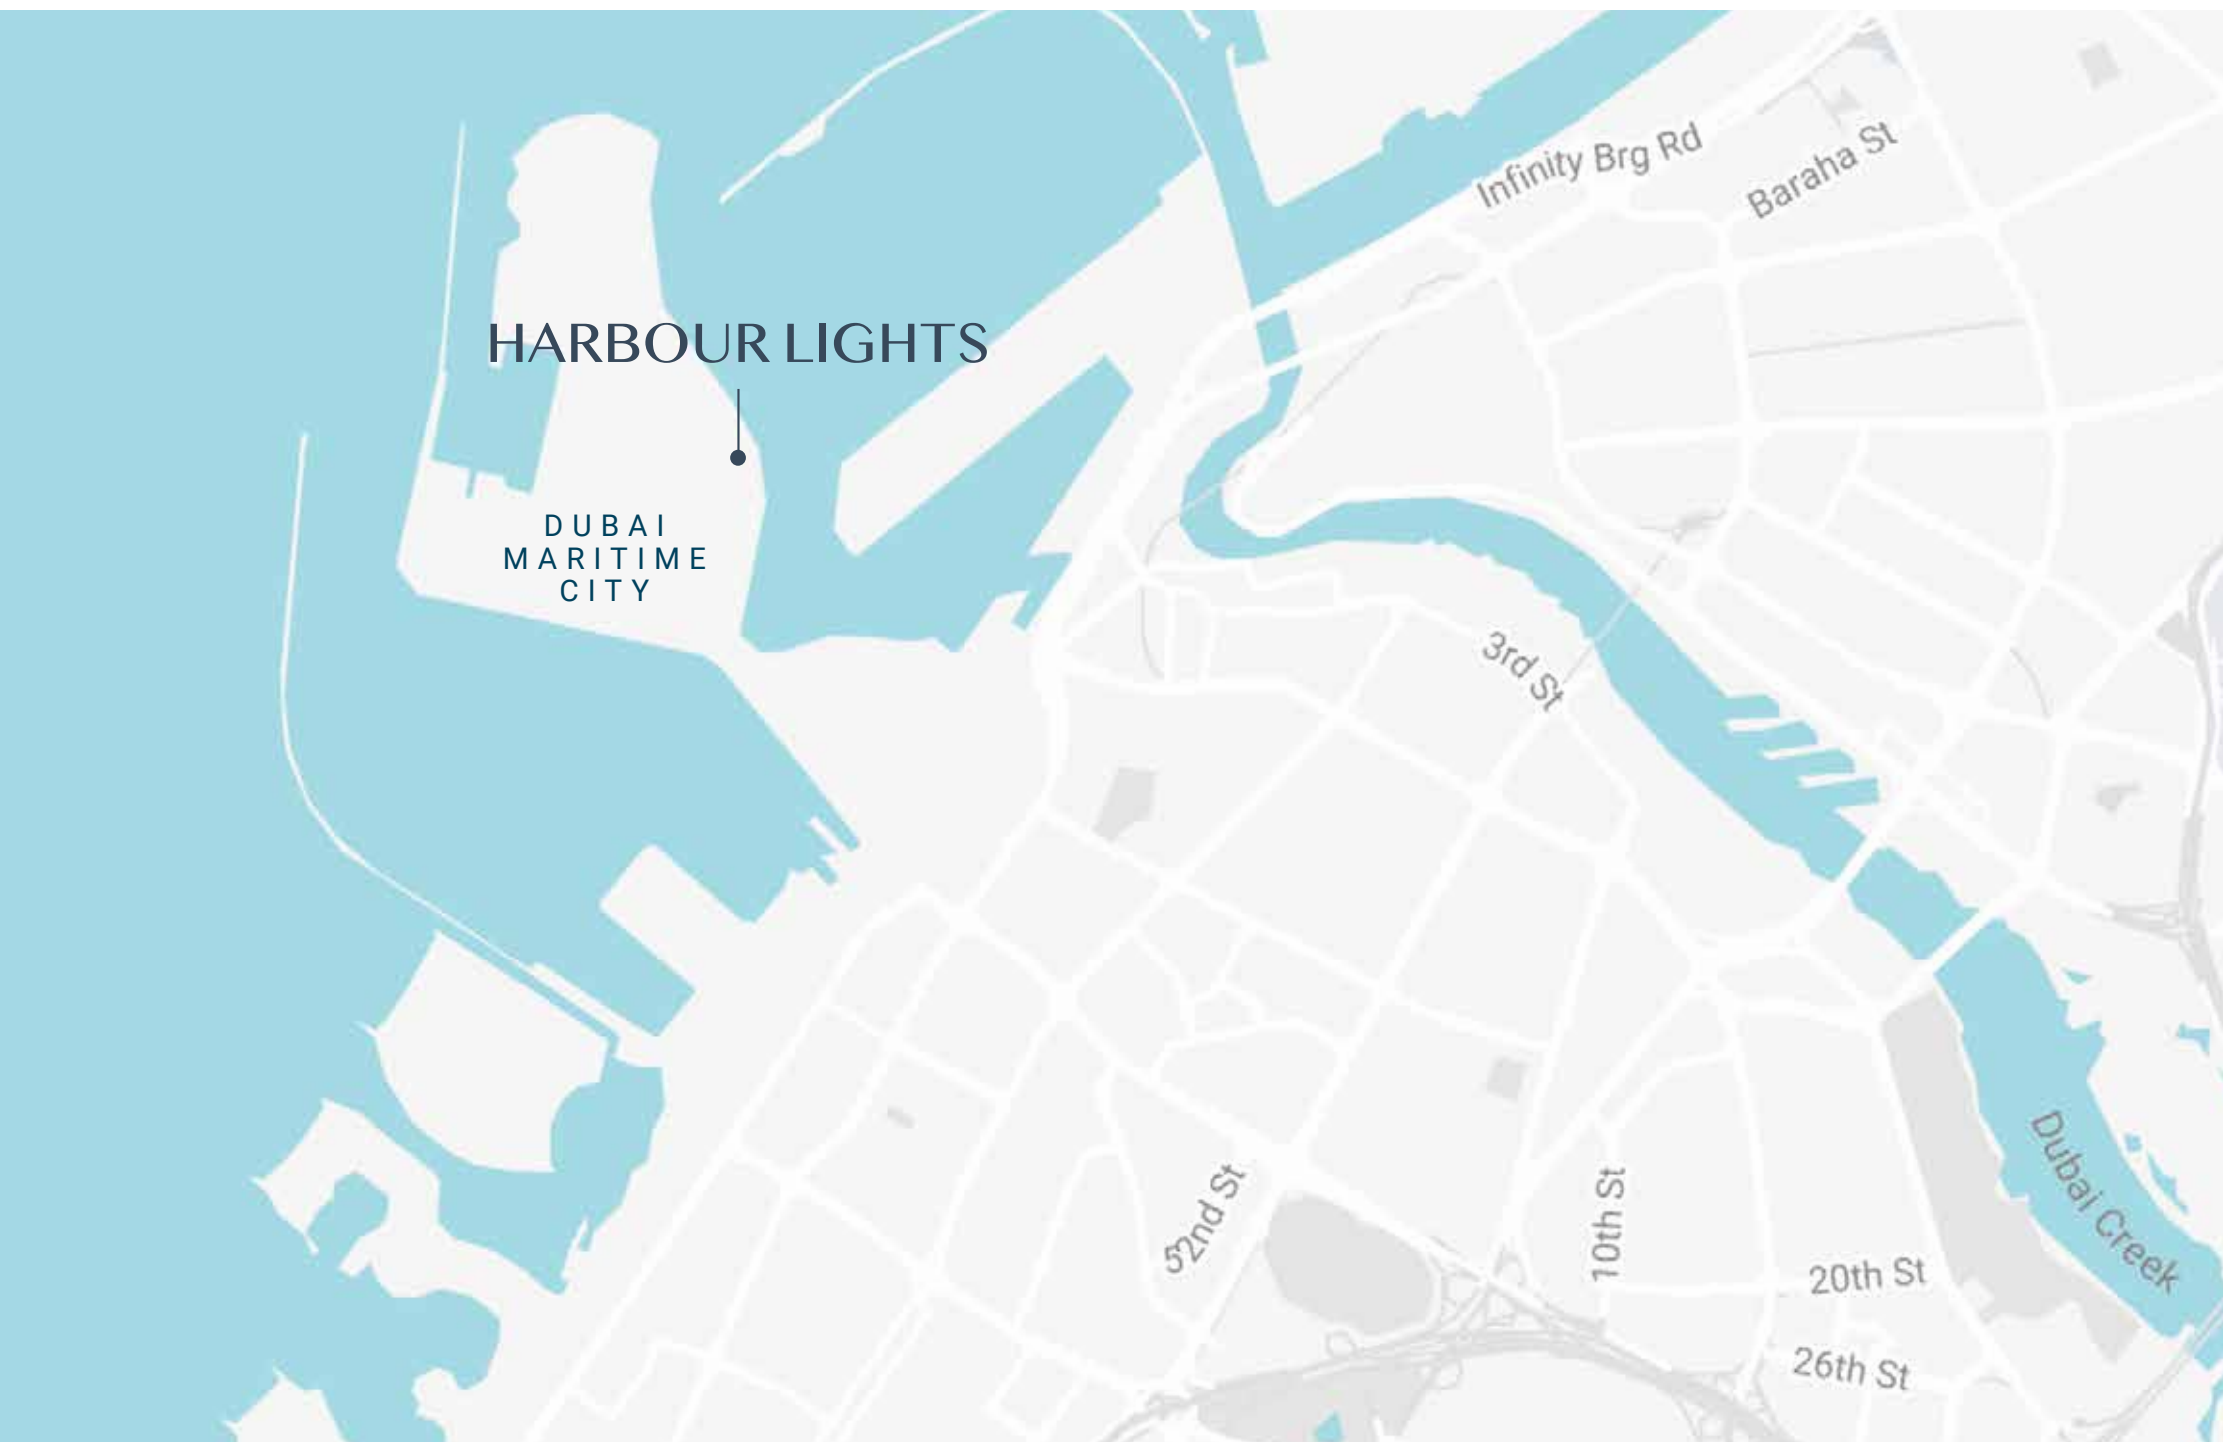 Infinity Brg Rd
Baraha St
HARBOUR LIGHTS
DUBAI
MARITIME
CITY
3rd St
52nd St
10th St
Dubai Creek
20th St
26th St